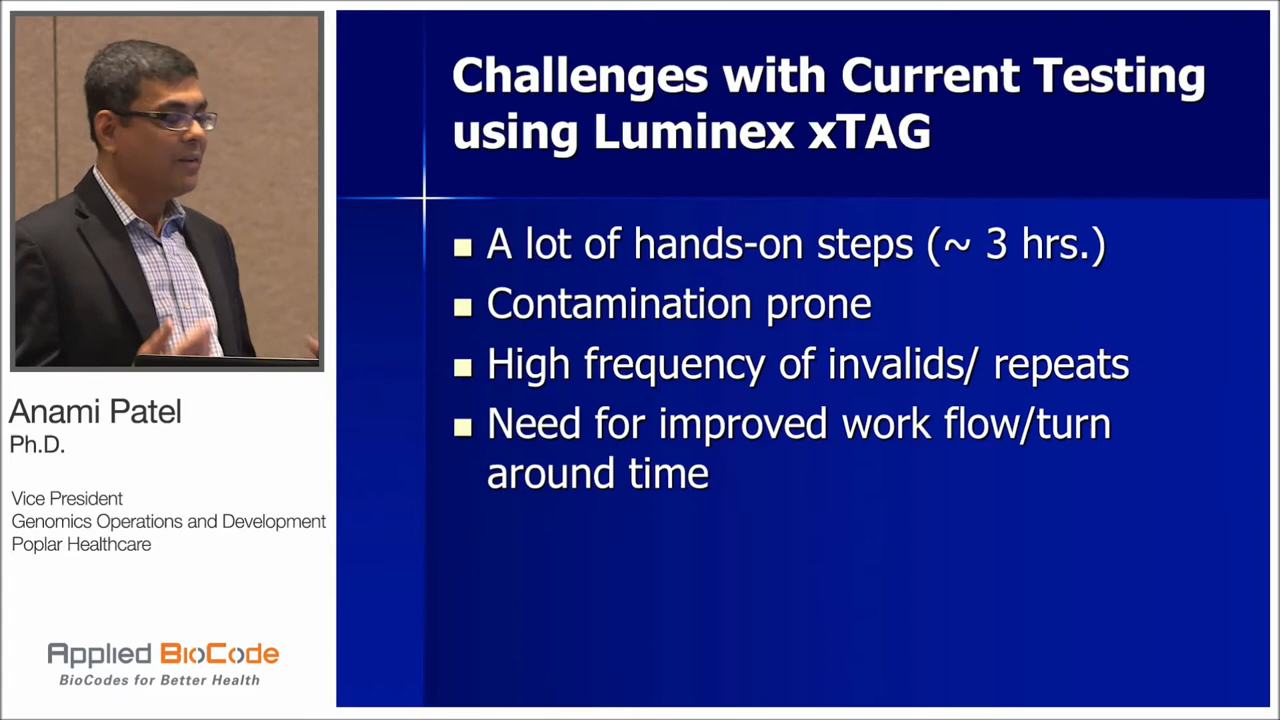 Challenges with Current Testing
using Luminex xTAG
A lot of hands-on steps (~ 3 hrs.)
Contamination prone
High frequency of invalids/ repeats
Need for improved work flow/turn
around time
Anami Patel
Ph.D.
Vice President
Genomics Operations and Development
Poplar Healthcare
Applied BioCode
BioCodes for Better Health